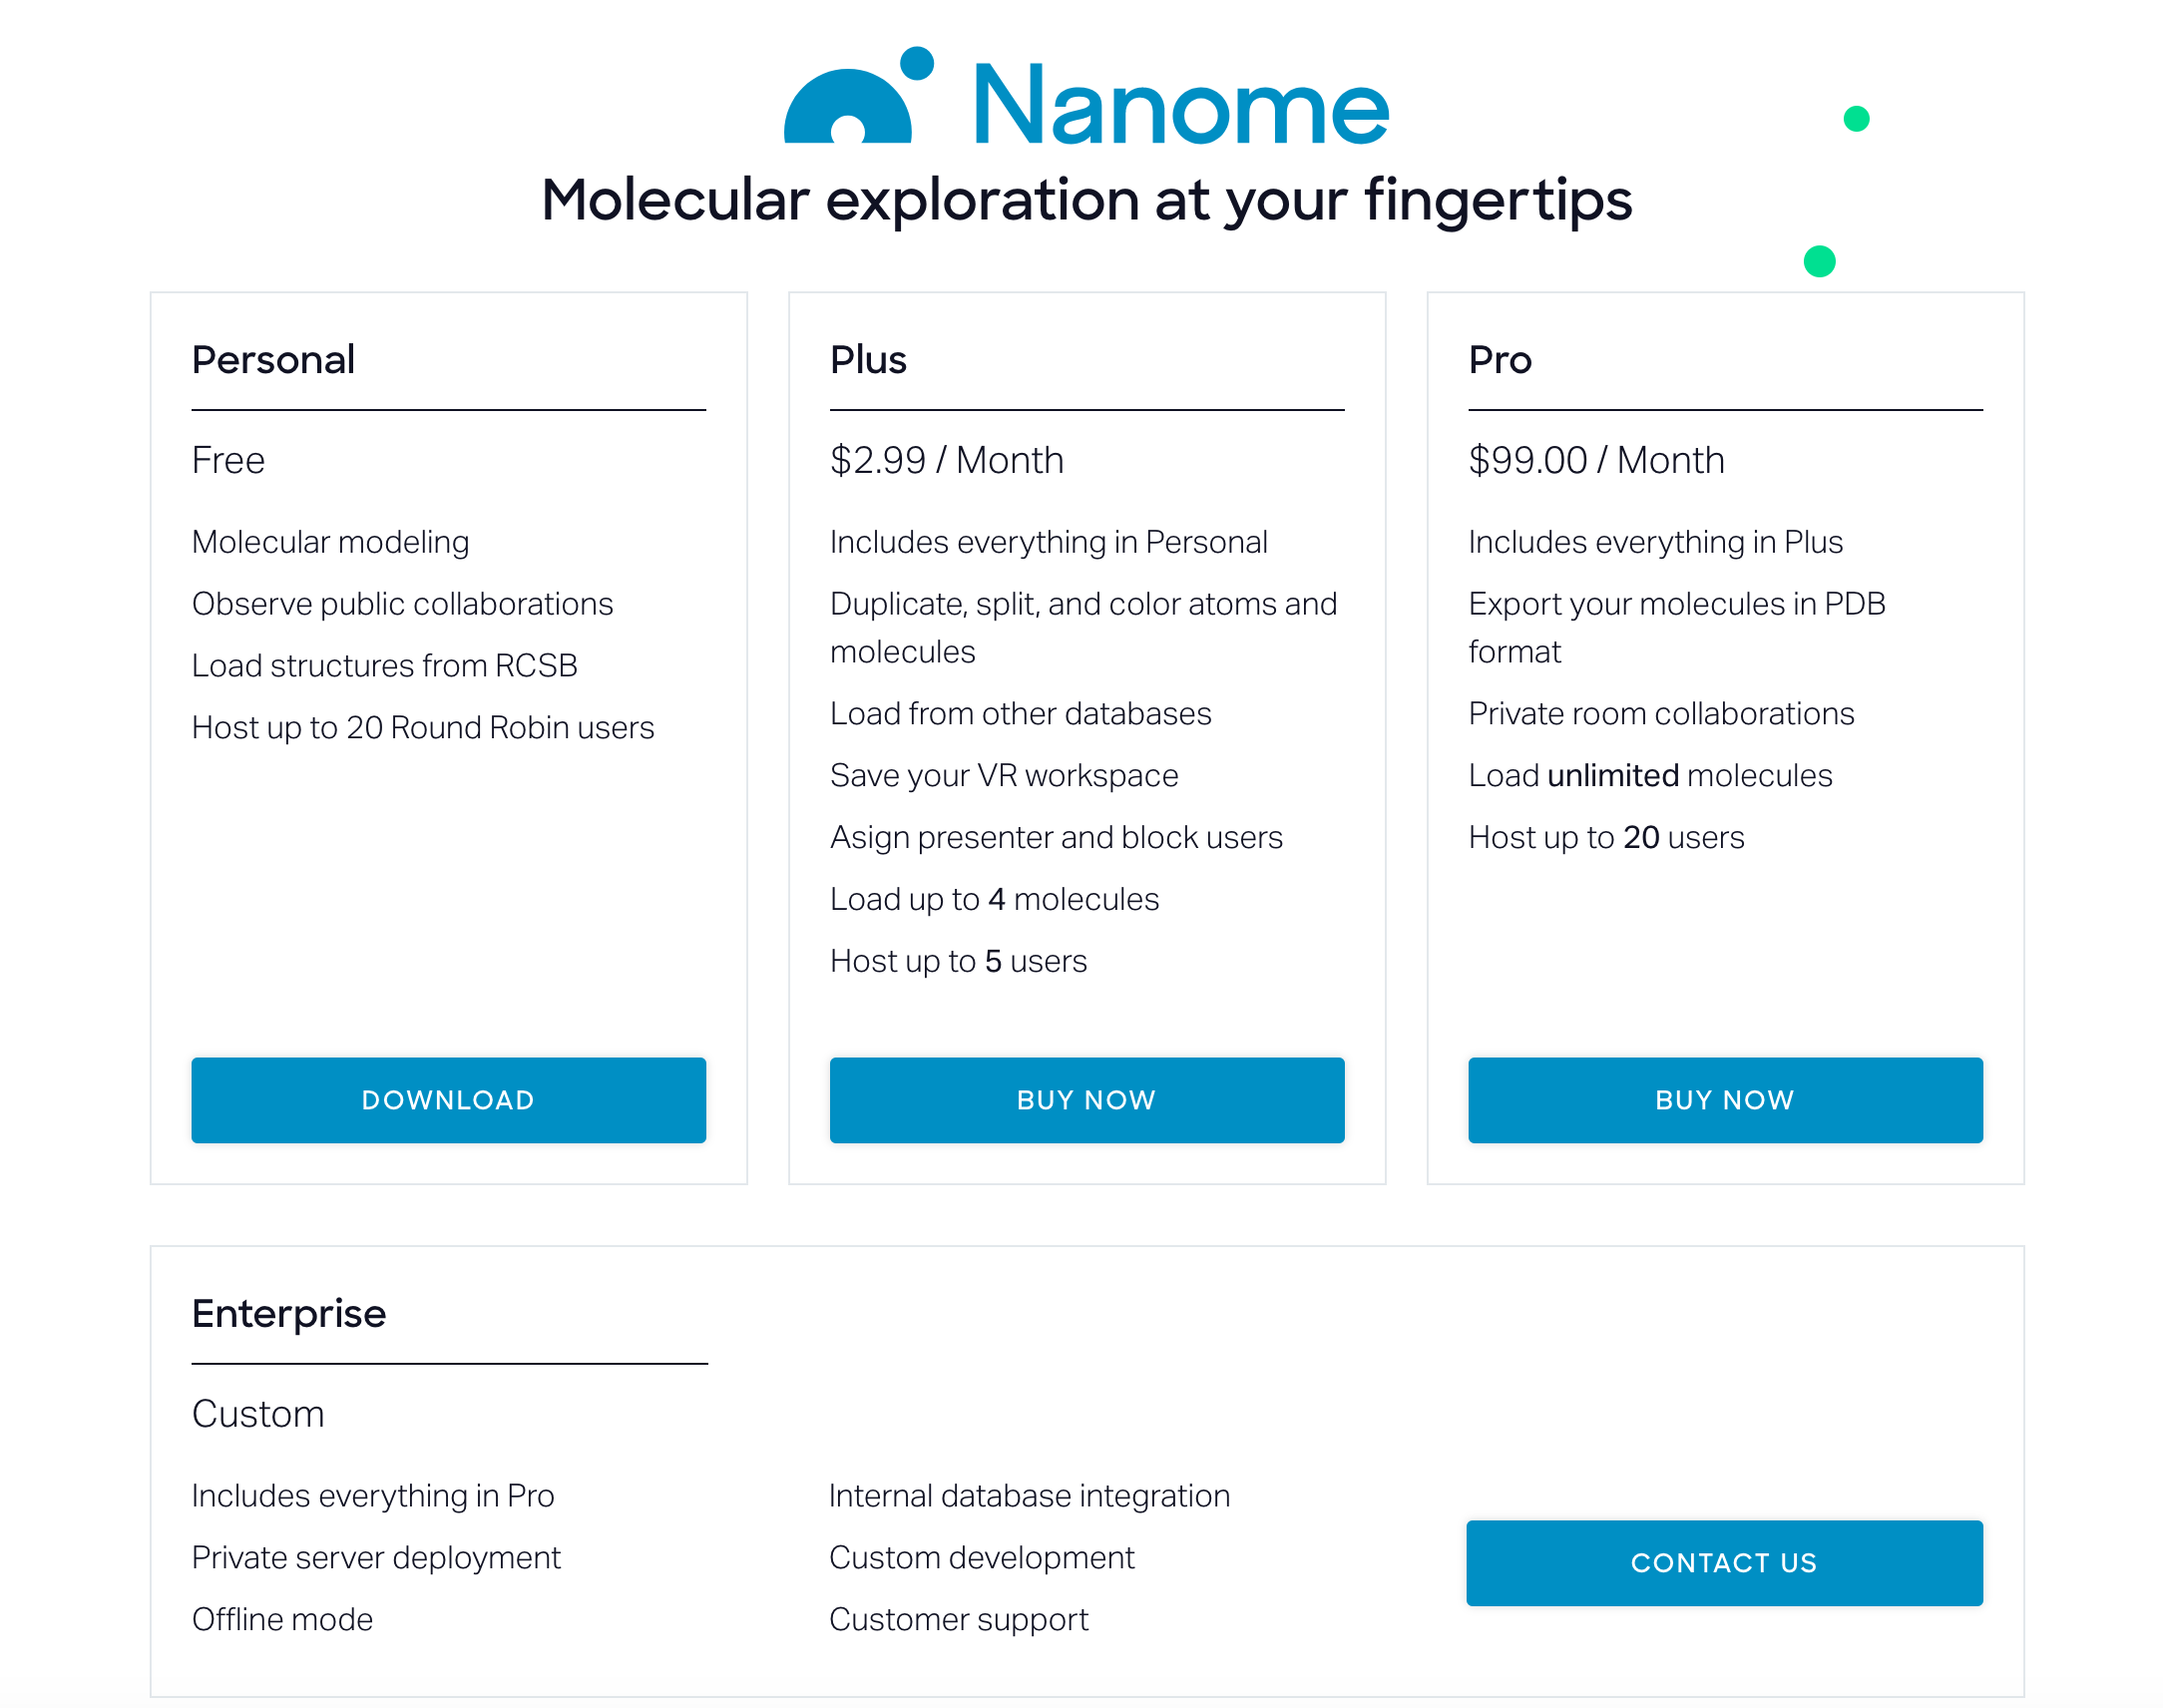 Nanome
Molecular exploration at your fingertips
Personal
Free
Molecular modeling
Observe public collaborations
Load structures from RCSB
Host up to 20 Round Robin users
DOWNLOAD
Plus
$2.99 / Month
Includes everything in Personal
Duplicate, split, and color atoms and
molecules
Load from other databases
Save your VR workspace
Asign presenter and block users
Load up to 4 molecules
Host up to 5 users
BUY NOW
Pro
$99.00 / Month
Includes everything in Plus
Export your molecules in PDB
format
Private room collaborations
Load unlimited molecules
Host up to 20 users
BUY NOW
Enterprise
Custom
Includes everything in Pro
Private server deployment
Offline mode
Internal database integration
Custom development
Customer support
CONTACT US